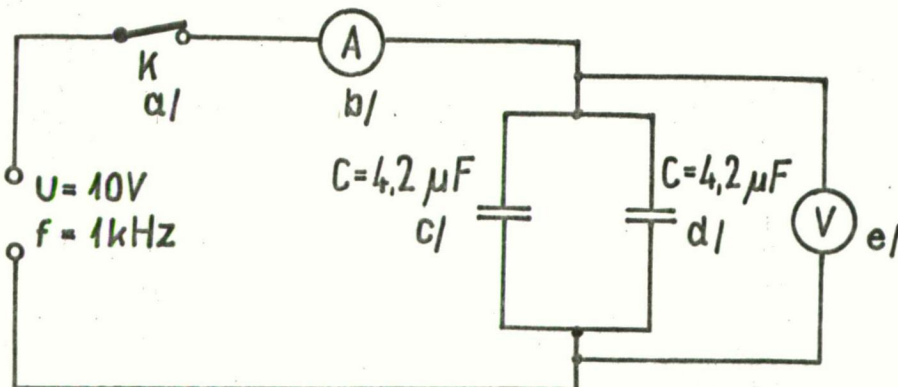 A
K
a/
b/
U=10V
f=1kHz
C=4,2 µF
c/
C=4,2 µF
d/
V
e/